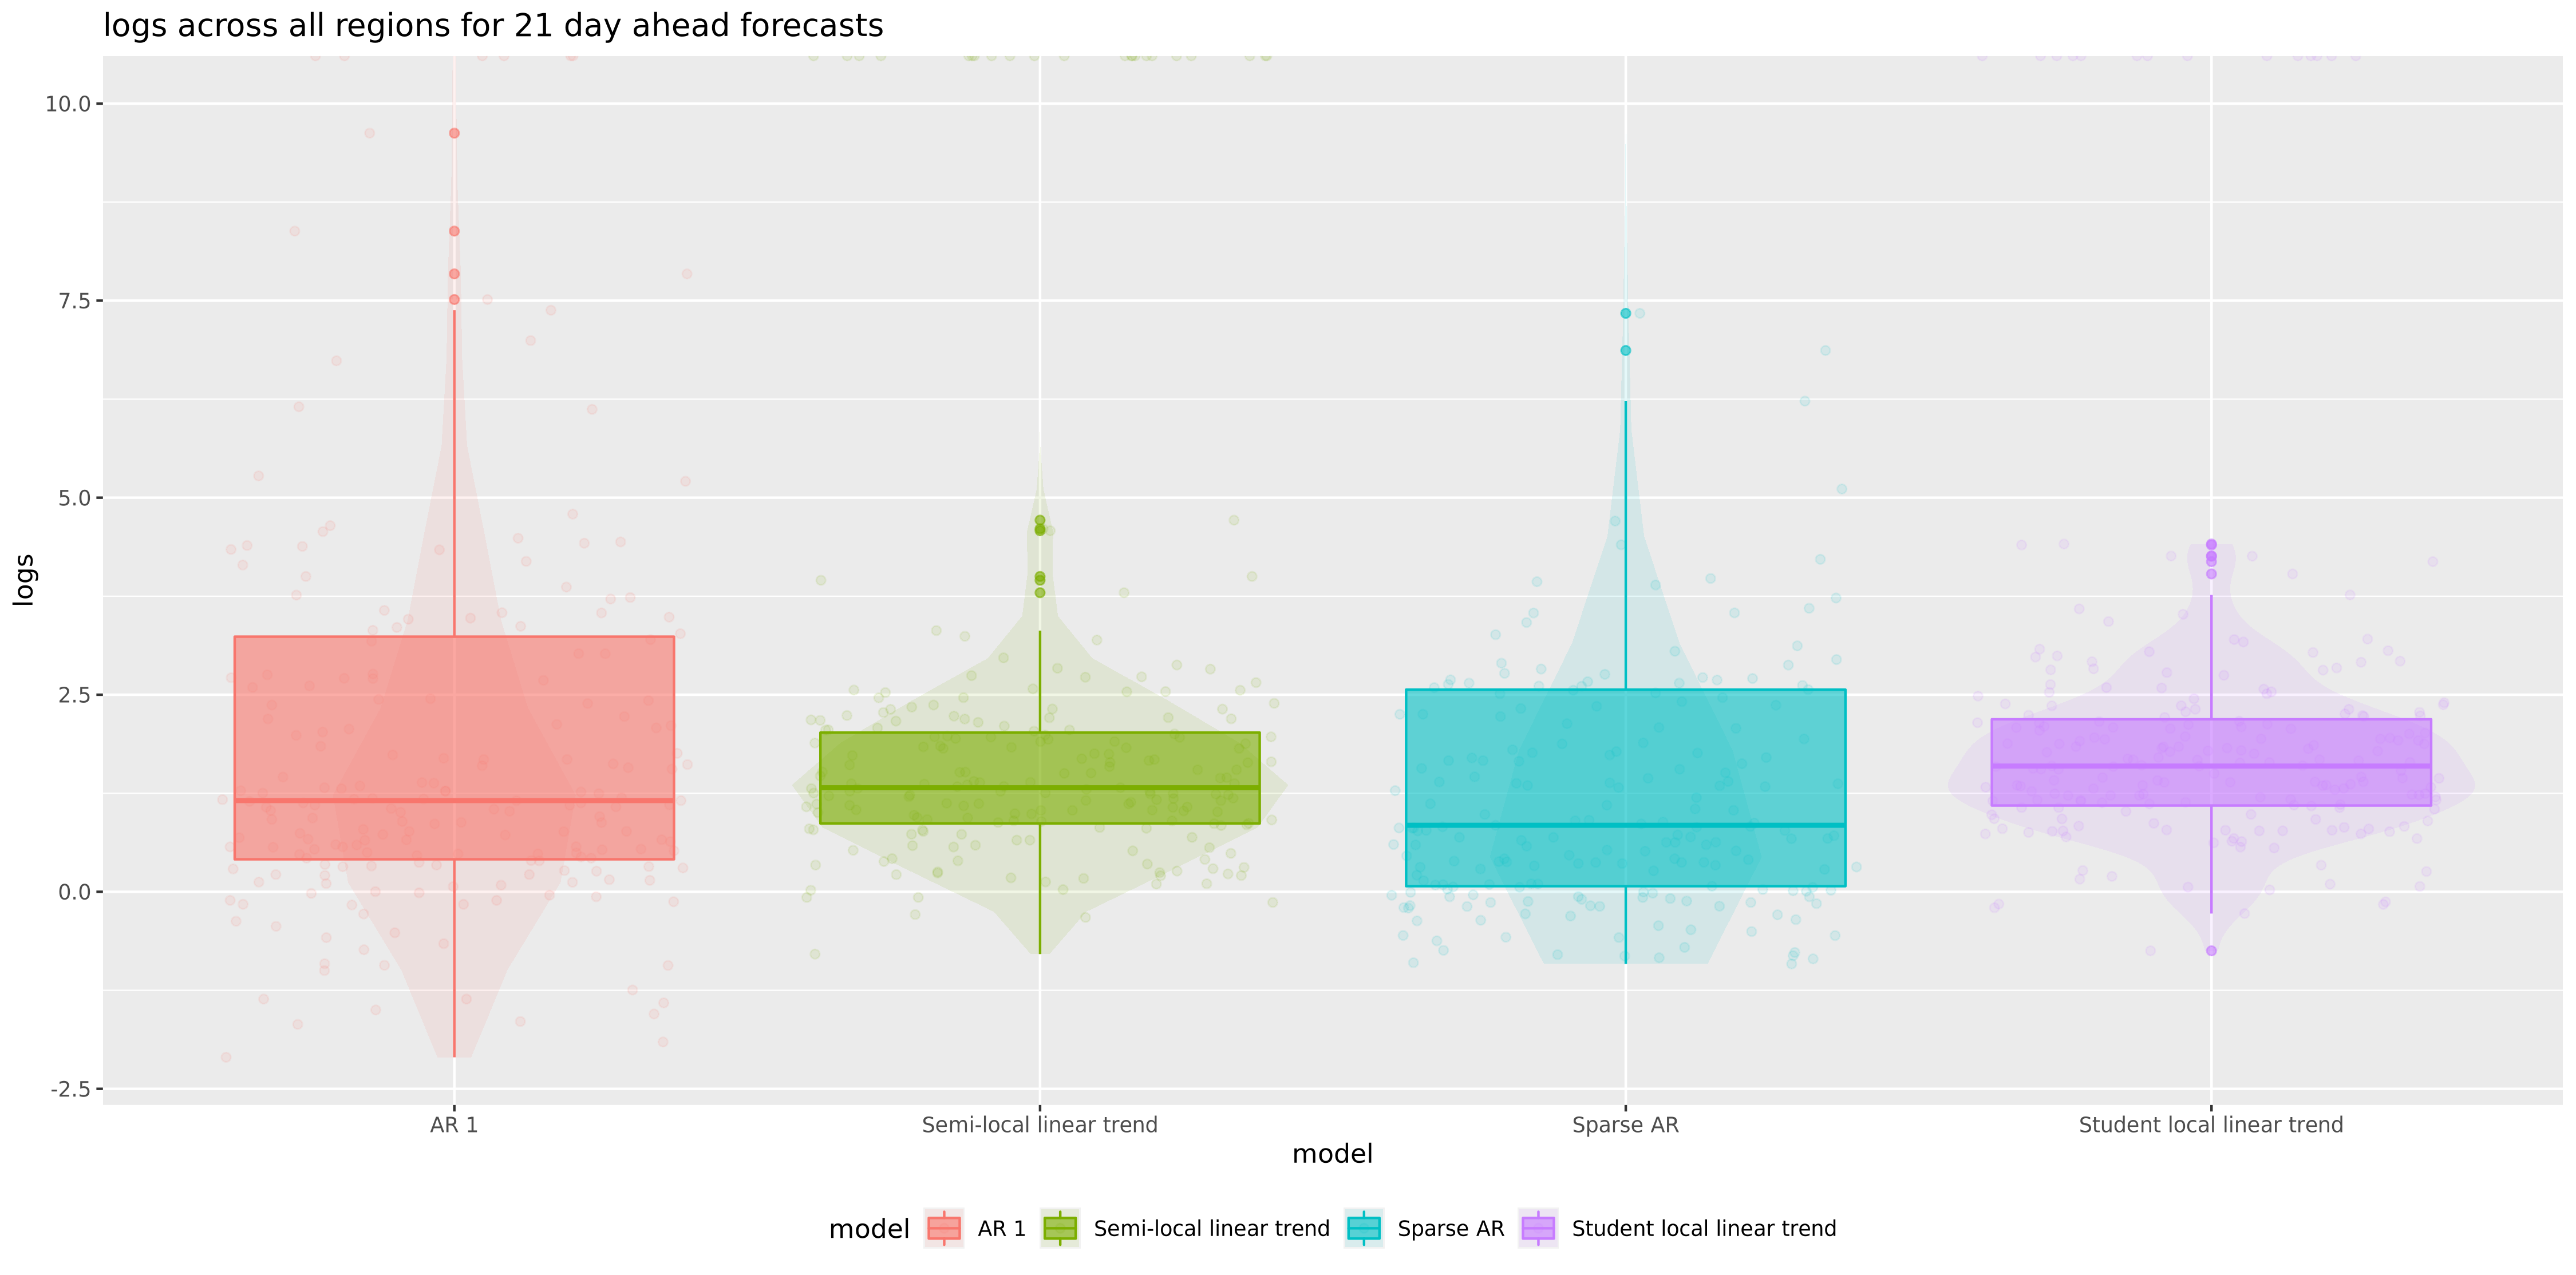 logs across all regions for 21 day ahead forecasts
10.0
7.5
5.0
2.5
0.0
-2.5
logs
AR 1 Semi-local linear trend Sparse AR Student local linear trend
model
model AR 1 Semi-local linear trend Sparse AR Student local linear trend